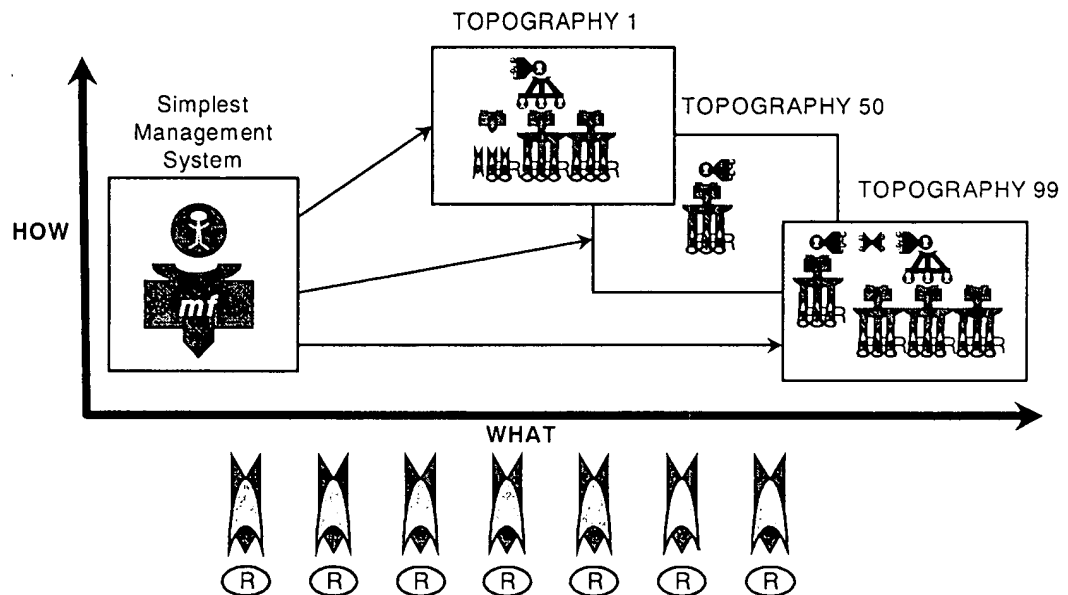 TOPOGRAPHY 1
Simplest
Management
System
TOPOGRAPHY 50
TOPOGRAPHY 99
HOW
mf
WHAT
R R R R R R R